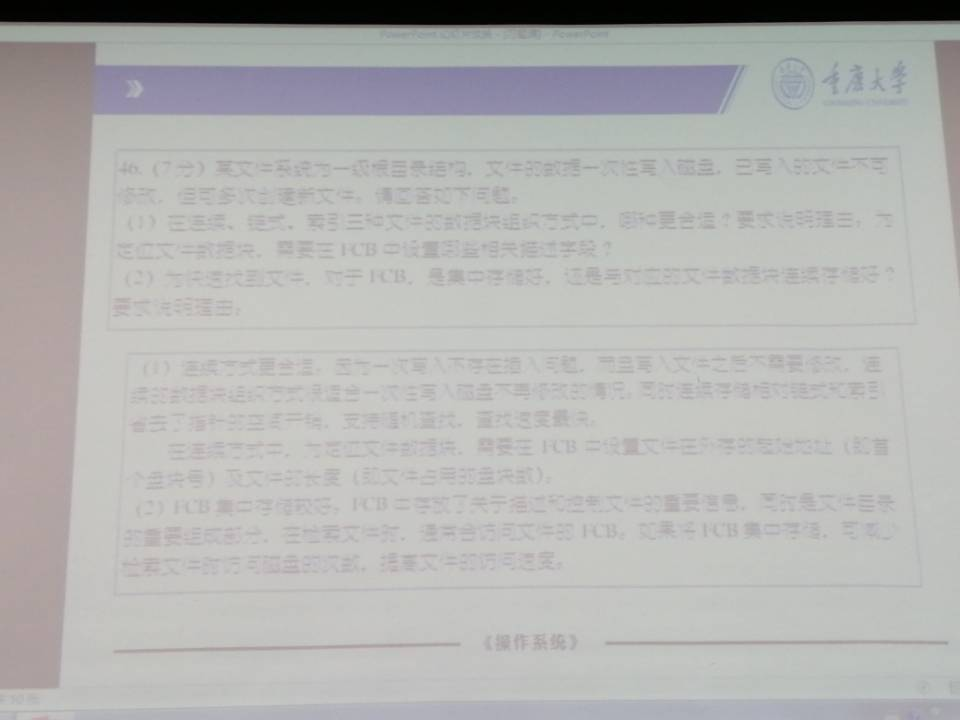 重庆大学
46.（7分）某文件系统为一级根目录结构，文件的数据一次性写入磁盘，已写入的文件不可
修改，但可多次创建新文件。请回答如下问题。
（1）在连续、链式、索引三种文件的数据块组织方式中，哪种更合适？要求说明理由。为
定位文件数据块，需要在 FCB 中设置哪些相关描述字段？
（2）为快速找到文件，对于 FCB，是集中存储好，还是与对应的文件数据块连续存储好？
要求说明理由。
（1）连续方式更合适。因为一次写入不存在插入问题，而且写入文件之后不需要修改，连
续的数据块组织方式很适合一次性写入磁盘不再修改的情况。同时连续存储相对链式和索引
省去了指针的空间开销，支持随机查找，查找速度最快。
在连续方式中，为定位文件数据块，需要在 FCB 中设置文件在外存的起始地址（即首
个盘块号）及文件的长度（即文件占用的盘块数）。
（2）FCB 集中存储较好。FCB 中存放了关于描述和控制文件的重要信息，同时是文件目录
的重要组成部分，在检索文件时，通常会访问文件的 FCB。如果将 FCB 集中存储，可减少
检索文件时访问磁盘的次数，提高文件的访问速度。
《操作系统》